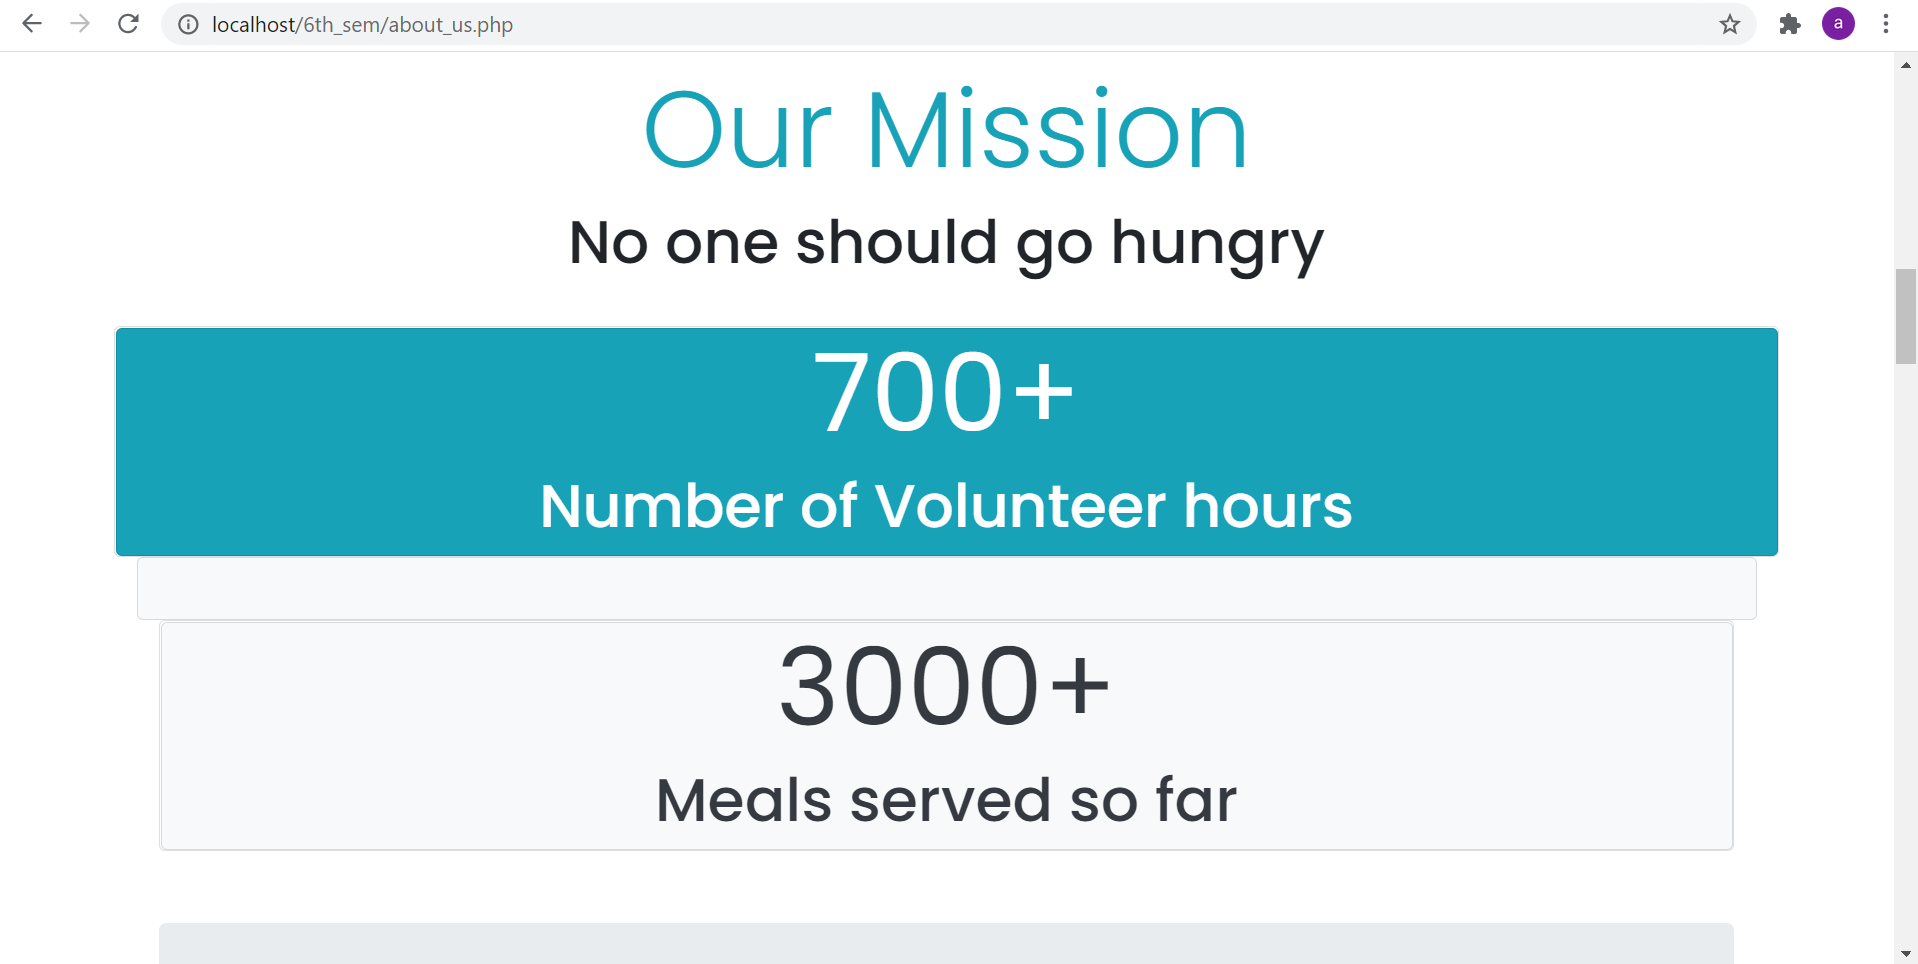 localhost/6th_sem/about_us.php
a
Our Mission
No one should go hungry
700+
Number of Volunteer hours
3000+
Meals served so far